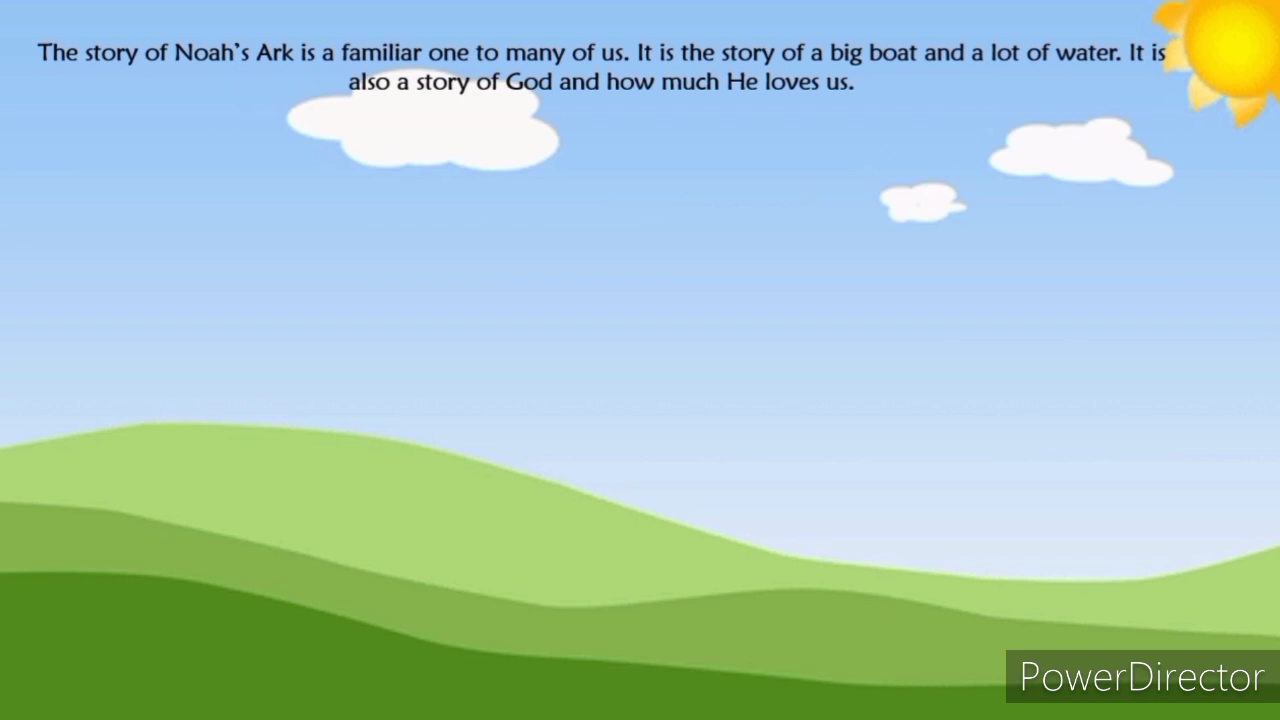 The story of Noah's Ark is a familiar one to many of us. It is the story of a big boat and a lot of water. It is
also a story of God and how much He loves us.
PowerDirector